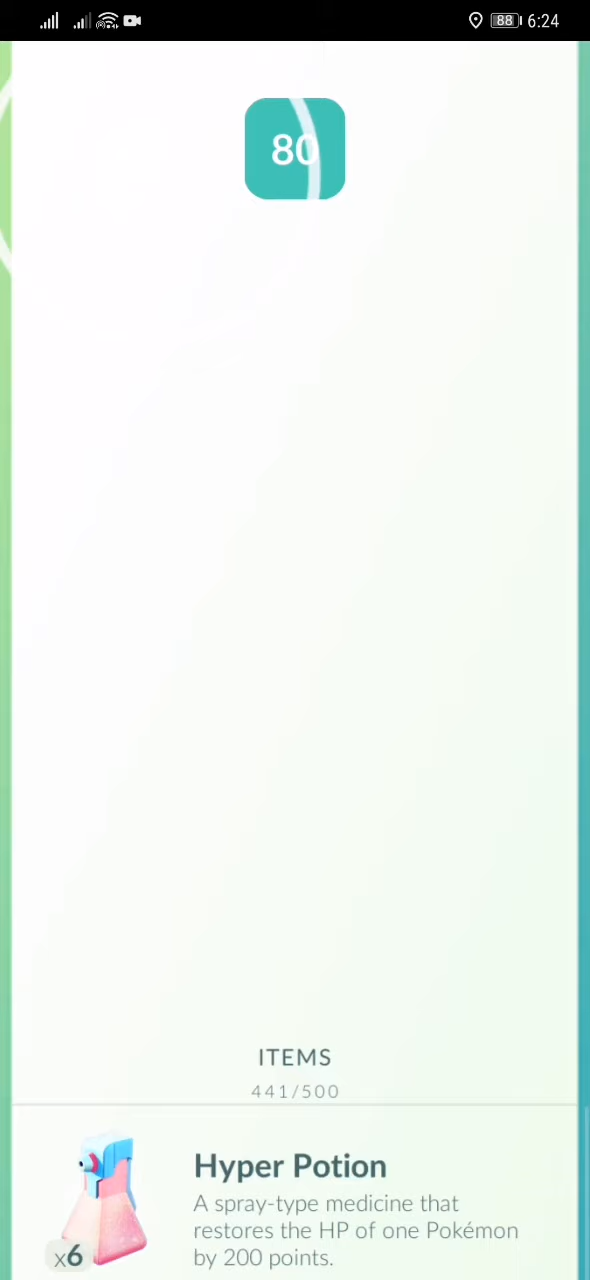 88 6:24
80
ITEMS
441/500
Hyper Potion
A spray-type medicine that
restores the HP of one Pokémon
by 200 points.
x6